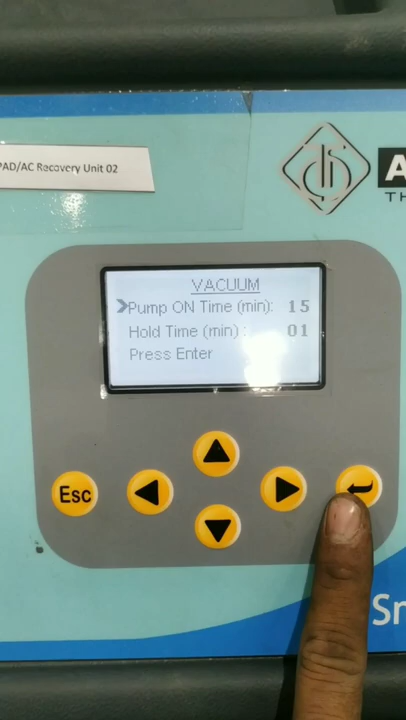 PAD/AC Recovery Unit 02
A
TH
VACUUM
Pump ON Time (min): 15
Hold Time (min) : 01
Press Enter
Esc
Sr